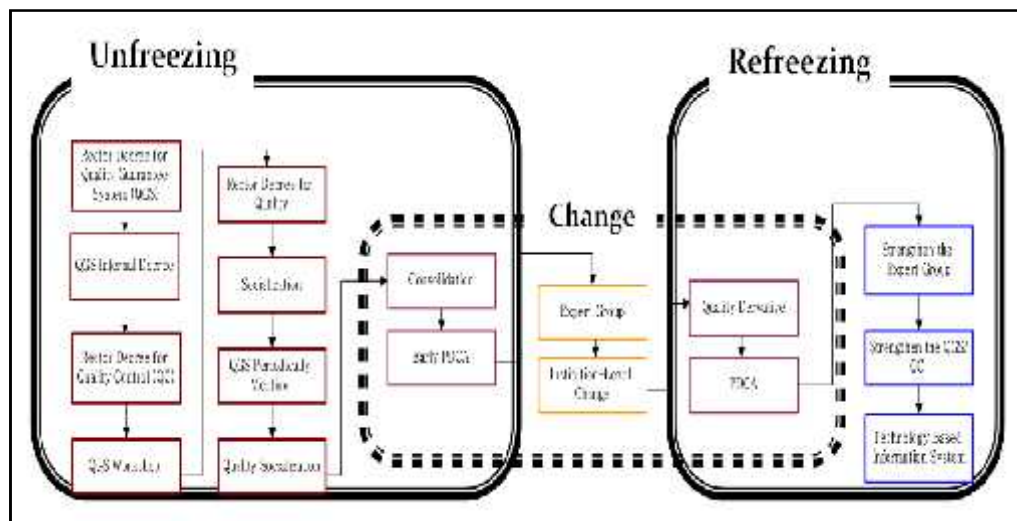 Unfreezing
Refreezing
Change
Rector Decree for
Quality Guarantee
System (QGS)
QGS Internal Decree
Rector Decree for
Quality Control (QC)
QGS Workshop
Rector Decree for
Quality
Socialization
QGS Periodically
Meeting
Quality Socialization
Consolidation
Early PDCA
Expert Group
Institution-Level
Change
Quality Derivative
PDCA
Strengthen the
Expert Group
Strengthen the QGS/
QC
Technology Based
Information System